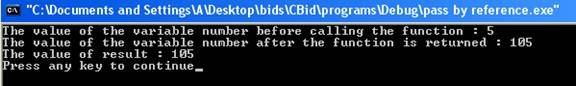 "C:\Documents and Settings\A\Desktop\bids\CBid\programs\Debug\pass by reference.exe"
The value of the variable number before calling the function : 5
The value of the variable number after the function is returned : 105
The value of result : 105
Press any key to continue_